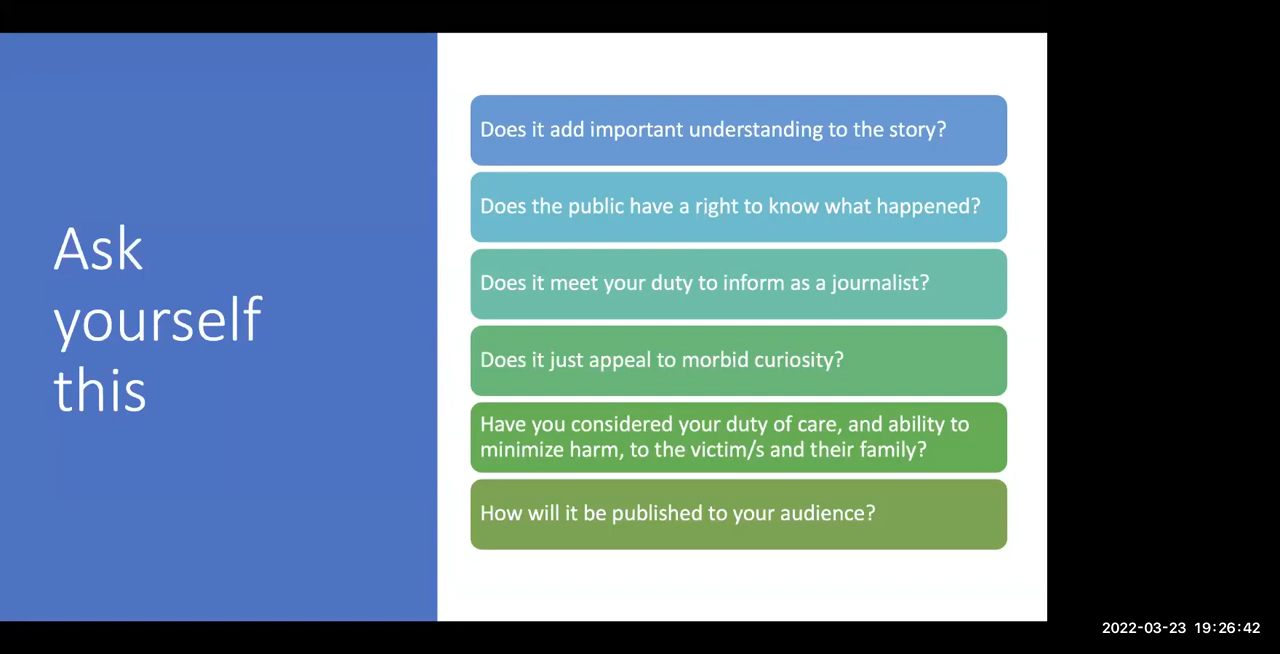 Ask
yourself
this
Does it add important understanding to the story?
Does the public have a right to know what happened?
Does it meet your duty to inform as a journalist?
Does it just appeal to morbid curiosity?
Have you considered your duty of care, and ability to
minimize harm, to the victim/s and their family?
How will it be published to your audience?
2022-03-23 19:26:42